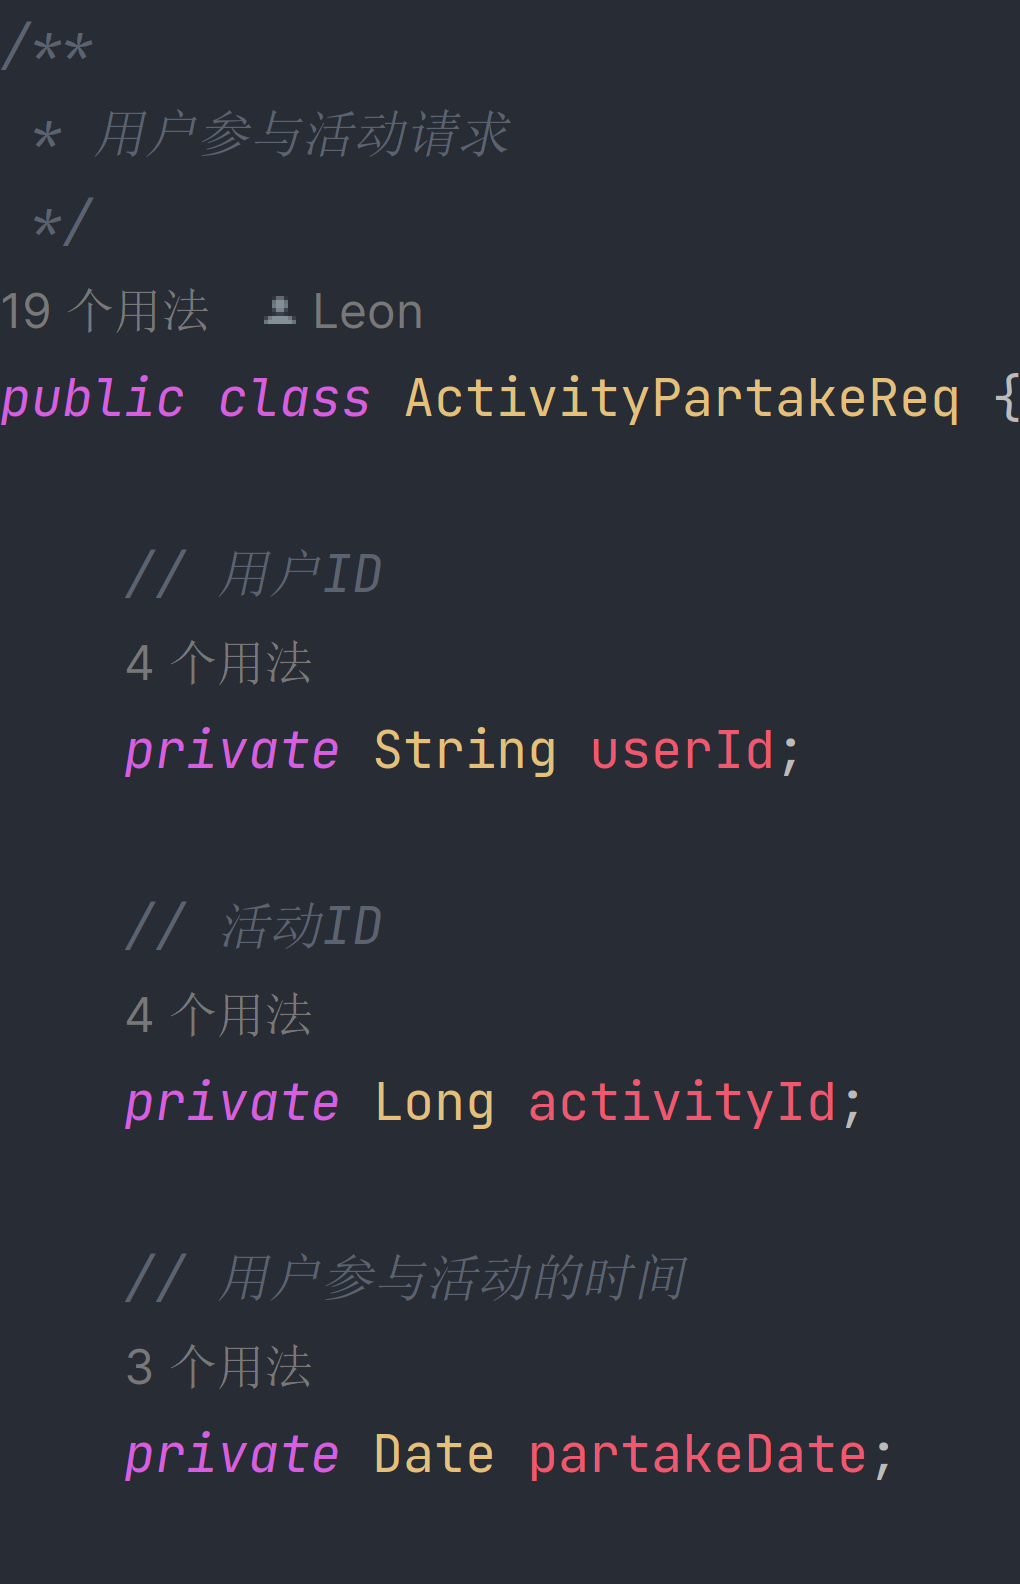 /**
* 用户参与活动请求
*/
19 个用法 Leon
public class ActivityPartakeReq {
// 用户ID
4 个用法
private String userId;
// 活动ID
4 个用法
private Long activityId;
// 用户参与活动的时间
3 个用法
private Date partakeDate;